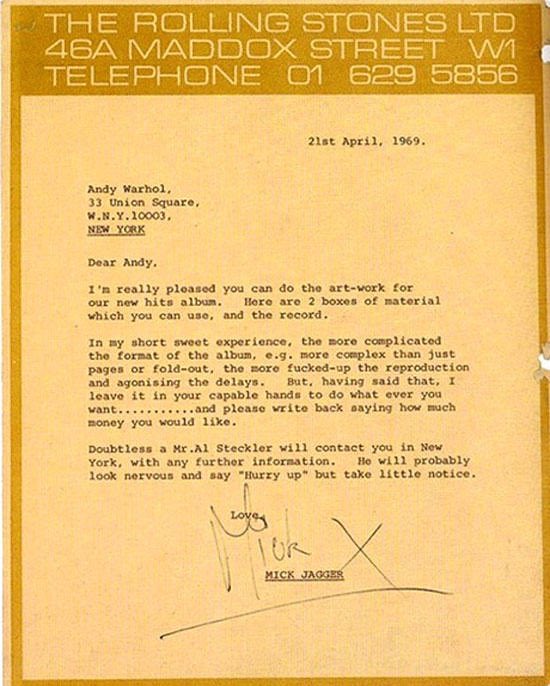 THE ROLLING STONES LTD
46A MADDOX STREET W1
TELEPHONE 01 629 5856
21st April, 1969.
Andy Warhol,
33 Union Square,
W.N.Y.10003,
NEW YORK
Dear Andy,
I'm really pleased you can do the art-work for
our new hits album. Here are 2 boxes of material
which you can use, and the record.
In my short sweet experience, the more complicated
the format of the album, e.g. more complex than just
pages or fold-out, the more fucked-up the reproduction
and agonising the delays. But, having said that, I
leave it in your capable hands to do what ever you
want...........and please write back saying how much
money you would like.
Doubtless a Mr.Al Steckler will contact you in New
York, with any further information. He will probably
look nervous and say "Hurry up" but take little notice.
Love,
Mick X
MICK JAGGER